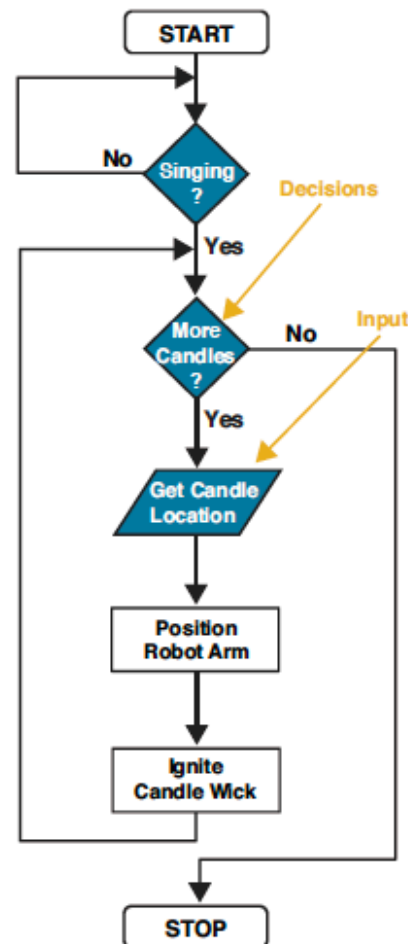 START
No
Singing
?
Decisions
Yes
More
Candles
?
No
Input
Yes
Get Candle
Location
Position
Robot Arm
Ignite
Candle Wick
STOP